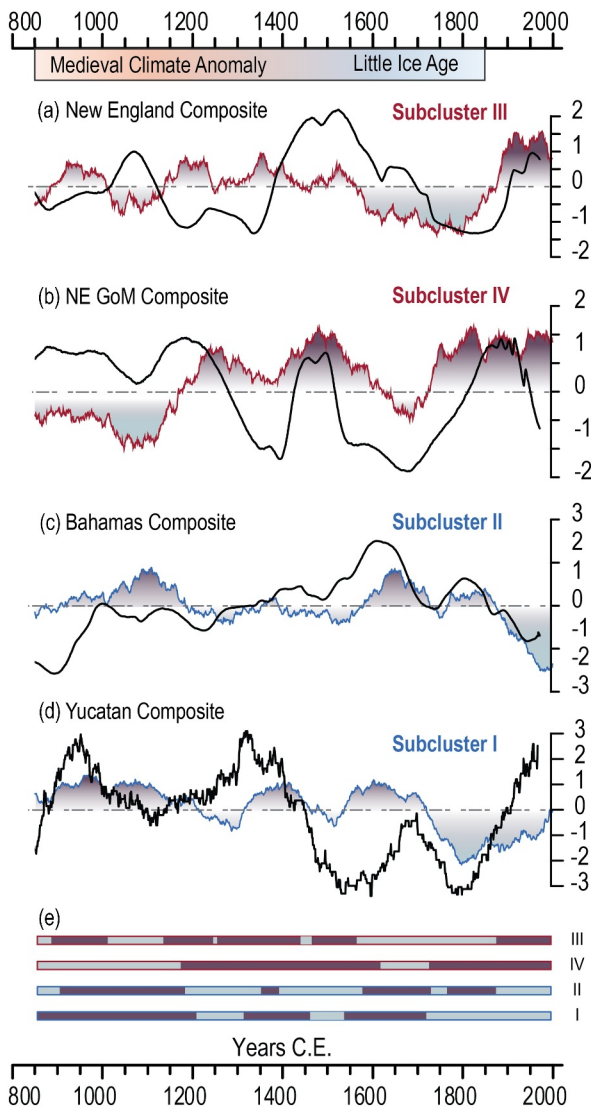 800 1000 1200 1400 1600 1800 2000
Medieval Climate Anomaly Little Ice Age
(a) New England Composite Subcluster III
2
1
0
-1
-2
(b) NE GoM Composite Subcluster IV
2
1
0
-1
-2
(c) Bahamas Composite Subcluster II
3
2
1
0
-1
-2
-3
(d) Yucatan Composite Subcluster I
3
2
1
0
-1
-2
-3
(e)
III
IV
II
I
Years C.E.
800 1000 1200 1400 1600 1800 2000